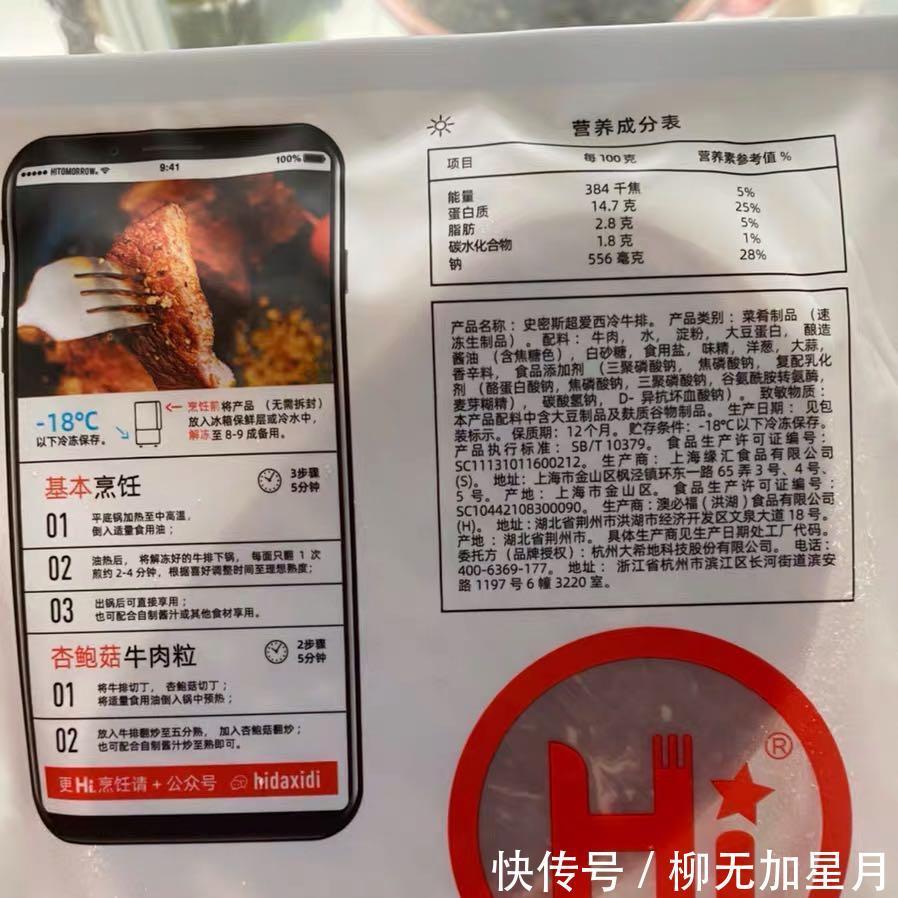 HITOMORROW.
9:41
100%
-18℃
以下冷冻保存。
烹饪前将产品（无需拆封）
放入冰箱保鲜层或冷水中，
解冻至 8-9 成备用。
基本烹饪
3步骤
5分钟
01
平底锅加热至中高温，
倒入适量食用油；
02
油热后，将解冻好的牛排下锅，每面只翻 1 次
煎约 2-4 分钟，根据喜好调整时间至理想熟度；
03
出锅后可直接享用；
也可配合自制酱汁或其他食材享用。
杏鲍菇牛肉粒
2步骤
5分钟
01
将牛排切丁，杏鲍菇切丁；
将适量食用油倒入锅中预热；
02
放入牛排翻炒至五分熟，加入杏鲍菇翻炒；
也可配合自制酱汁炒至熟即可。
更Hi烹饪请 + 公众号 hidaxidi
营养成分表
项目 每 100 克 营养素参考值 %
能量 384 千焦 5%
蛋白质 14.7 克 25%
脂肪 2.8 克 5%
碳水化合物 1.8 克 1%
钠 556 毫克 28%
产品名称：史密斯超爱西冷牛排。产品类别：菜肴制品（速
冻生制品）。配料：牛肉，水，淀粉，大豆蛋白，酿造
酱油（含焦糖色），白砂糖，食用盐，味精，洋葱，大蒜，
香辛料，食品添加剂（三聚磷酸钠，焦磷酸钠，复配乳化
剂（酪蛋白酸钠，焦磷酸钠，三聚磷酸钠，谷氨酰胺转氨酶，
麦芽糊精），碳酸氢钠，D- 异抗坏血酸钠）。致敏物质：
本产品配料中含大豆制品及麸质谷物制品。生产日期：见包
装标示。保质期：12个月。贮存条件：-18℃以下冷冻保存。
产品执行标准：SB/T 10379。食品生产许可证编号：
SC11131011600212。生产商：上海缘汇食品有限公司
(S)。地址：上海市金山区枫泾镇环东一路 65 弄 3 号、4 号、
5 号。产地：上海市金山区。食品生产许可证编号：
SC10442108300090。生产商：澳必福（洪湖）食品有限公司
(H)。地址：湖北省荆州市洪湖市经济开发区文泉大道 18 号。
产地：湖北省荆州市。具体生产商见生产日期处工厂代码。
委托方（品牌授权）：杭州大希地科技股份有限公司。电话：
400-6369-177。地址：浙江省杭州市滨江区长河街道滨安
路 1197 号 6 幢 3220 室。
Hi
®
快传号 / 柳无加星月